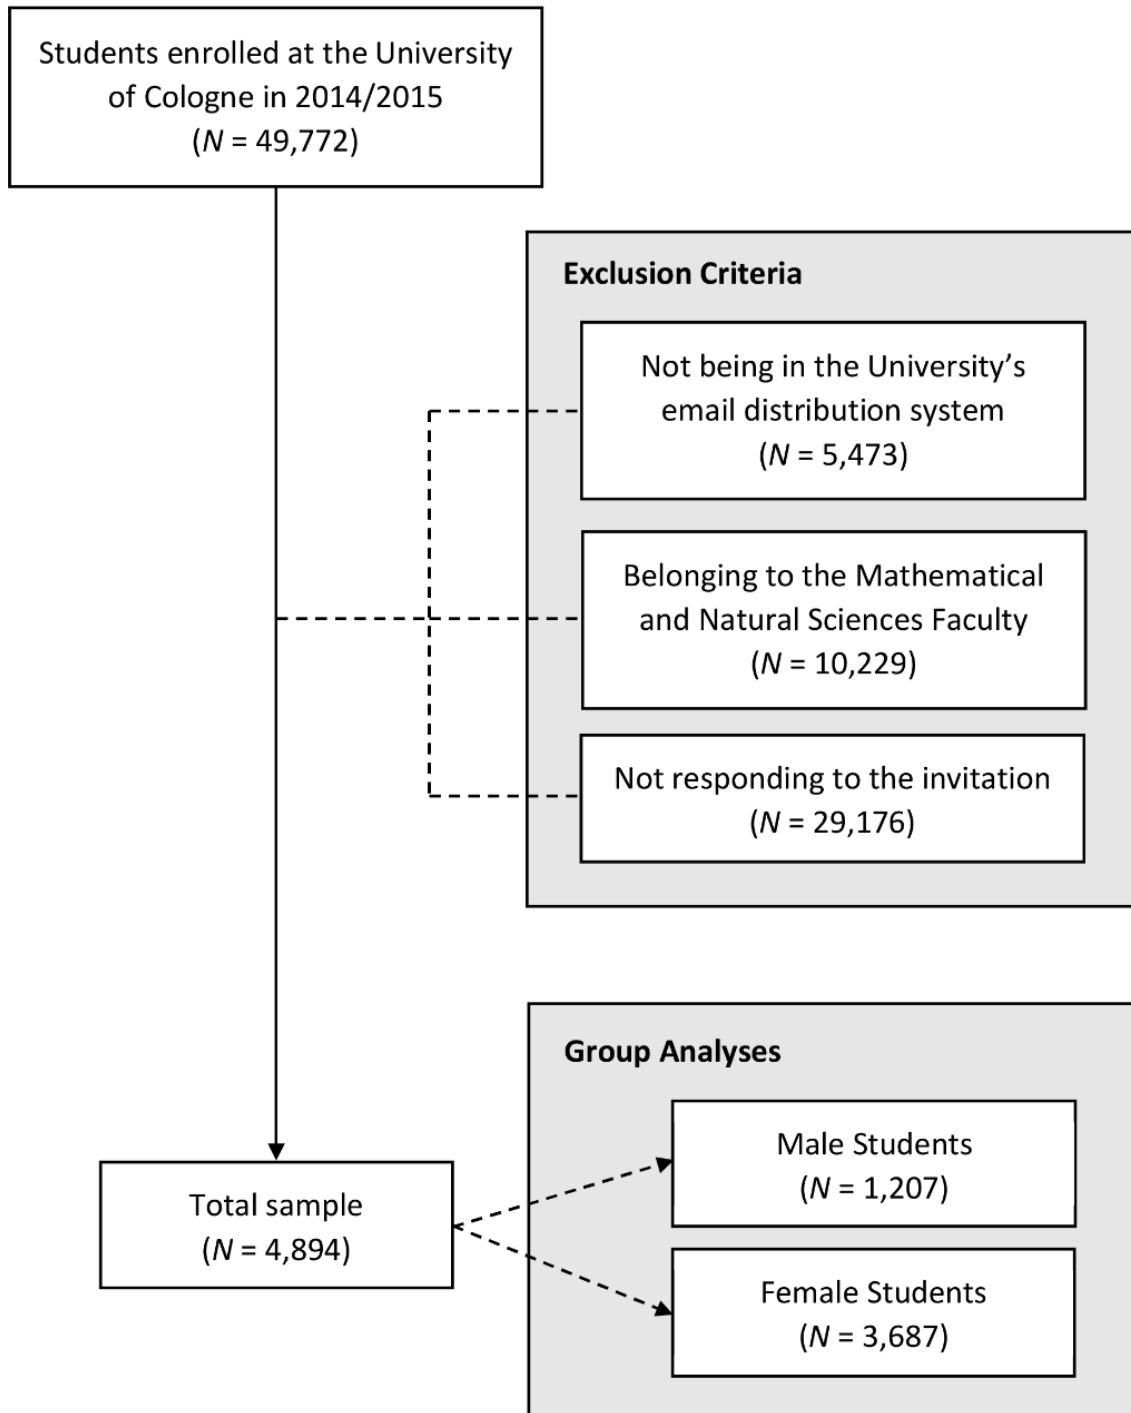 Students enrolled at the University
of Cologne in 2014/2015
(N = 49,772)
Exclusion Criteria
Not being in the University’s
email distribution system
(N = 5,473)
Belonging to the Mathematical
and Natural Sciences Faculty
(N = 10,229)
Not responding to the invitation
(N = 29,176)
Group Analyses
Male Students
(N = 1,207)
Total sample
(N = 4,894)
Female Students
(N = 3,687)